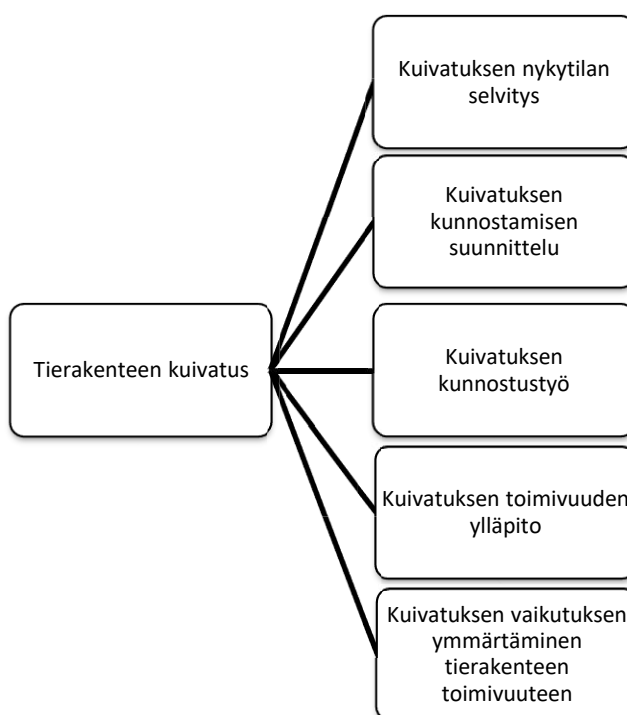 Kuivatuksen nykytilan
selvitys
Kuivatuksen
kunnostamisen
suunnittelu
Tierakenteen kuivatus
Kuivatuksen
kunnostustyö
Kuivatuksen toimivuuden
ylläpito
Kuivatuksen vaikutuksen
ymmärtäminen
tierakenteen
toimivuuteen